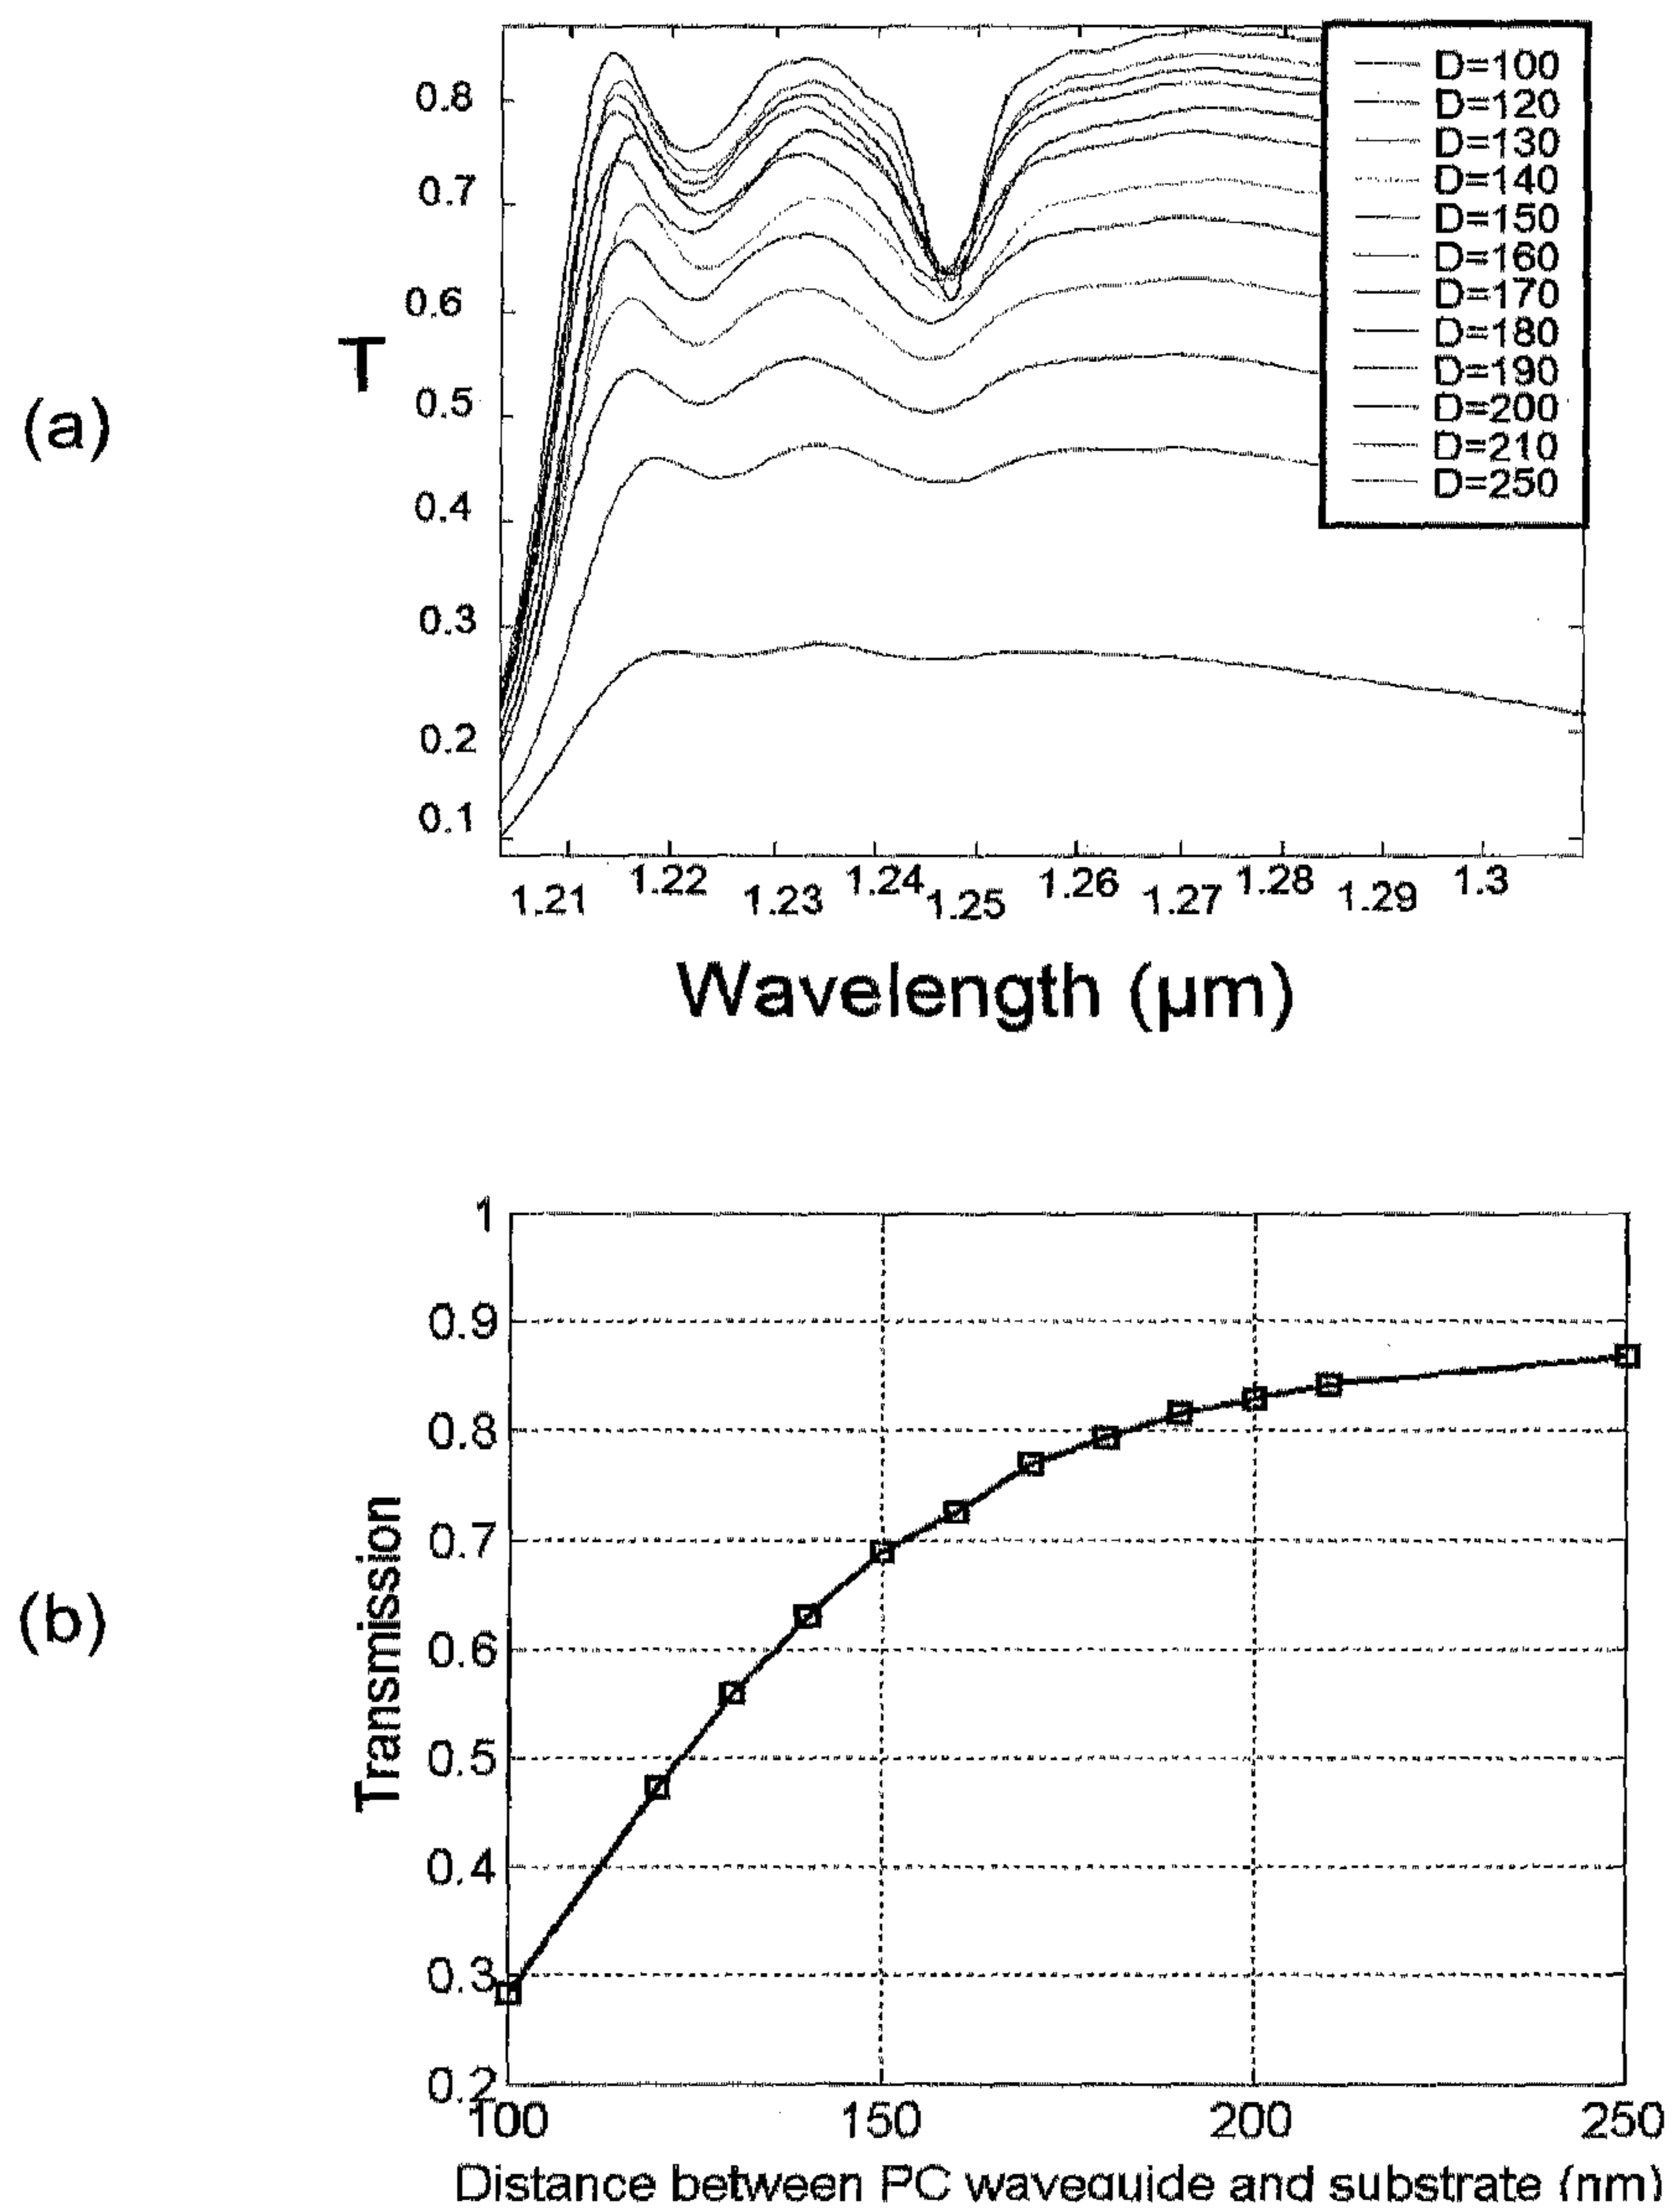 (a)
T
0.8
0.7
0.6
0.5
0.4
0.3
0.2
0.1
D=100
D=120
D=130
D=140
D=150
D=160
D=170
D=180
D=190
D=200
D=210
D=250
1.21 1.22 1.23 1.24 1.25 1.26 1.27 1.28 1.29 1.3
Wavelength (µm)
(b)
Transmission
1
0.9
0.8
0.7
0.6
0.5
0.4
0.3
0.2
100 150 200 250
Distance between PC waveguide and substrate (nm)